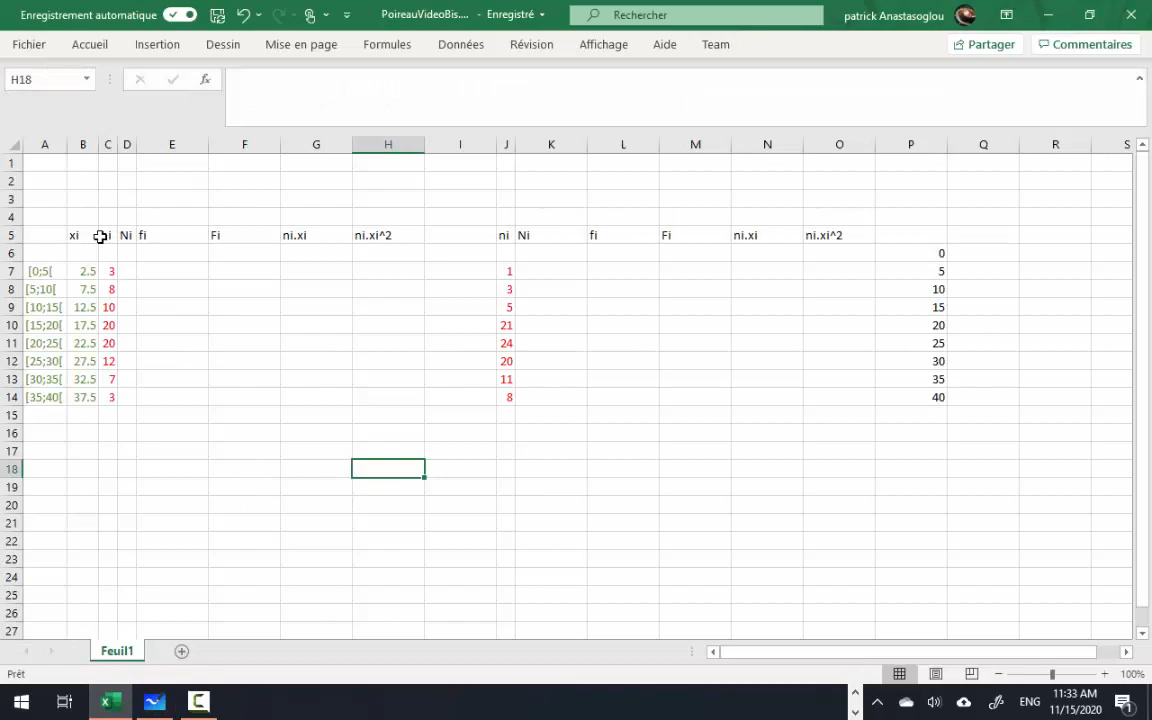 Enregistrement automatique PoireauVideoBis.... - Enregistré Rechercher patrick Anastasoglou
Fichier Accueil Insertion Dessin Mise en page Formules Données Révision Affichage Aide Team Partager Commentaires
H18 fx
A B C D E F G H I J K L M N O P Q R S
1
2
3
4
5 xi Ni fi Fi ni.xi ni.xi^2 ni Ni fi Fi ni.xi ni.xi^2
6 0
7 [0;5[ 2.5 3 1 5
8 [5;10[ 7.5 8 3 10
9 [10;15[ 12.5 10 5 15
10 [15;20[ 17.5 20 21 20
11 [20;25[ 22.5 20 24 25
12 [25;30[ 27.5 12 20 30
13 [30;35[ 32.5 7 11 35
14 [35;40[ 37.5 3 8 40
15
16
17
18
19
20
21
22
23
24
25
26
27
Feuil1
Prêt 100%
ENG 11:33 AM
11/15/2020 1